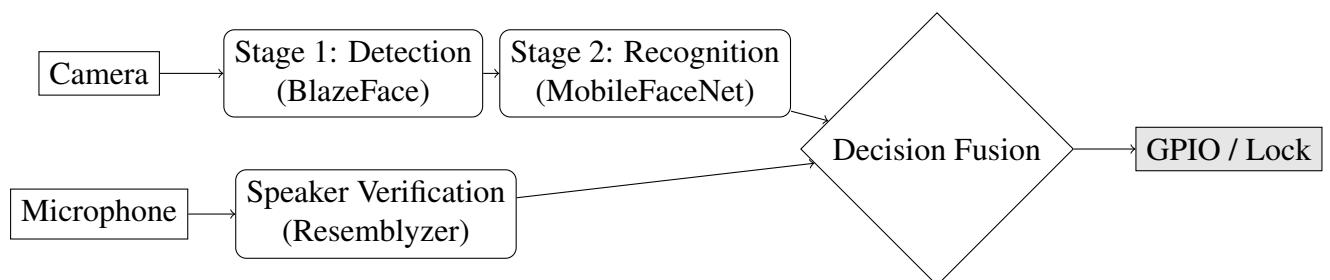 Camera
Stage 1: Detection
(BlazeFace)
Stage 2: Recognition
(MobileFaceNet)
Decision Fusion
GPIO / Lock
Microphone
Speaker Verification
(Resemblyzer)